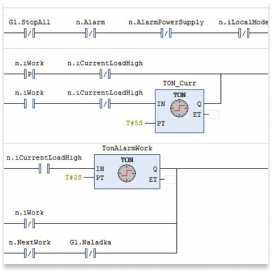 Gl.StopAll n.Alarm n.AlarmPowerSupply n.iLocalMode
n.iWork n.iCurrentLoadHigh
P
TON_Curr
n.iWork n.iCurrentLoadHigh
TON
IN Q
T#5S PT ET
TonAlarmWork
n.iCurrentLoadHigh
TON
IN Q
T#2S PT ET
n.iWork
n.NextWork Gl.Naladka